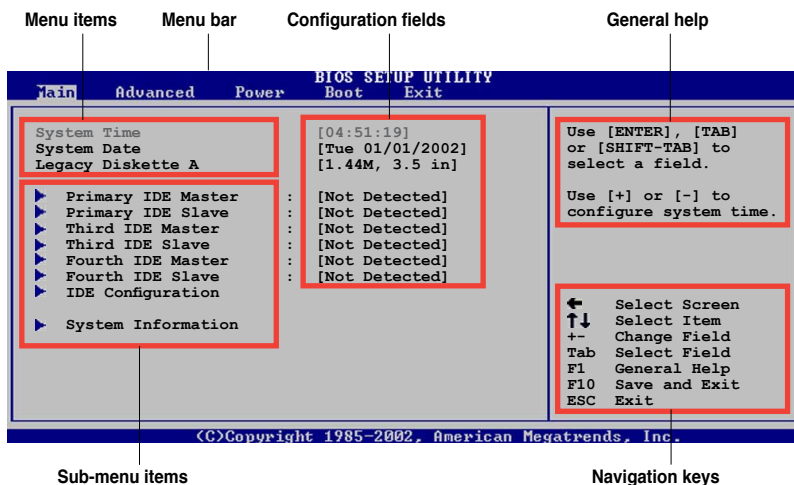 Menu items Menu bar Configuration fields General help
BIOS SETUP UTILITY
Main Advanced Power Boot Exit
System Time [04:51:19]
System Date [Tue 01/01/2002]
Legacy Diskette A [1.44M, 3.5 in]
Primary IDE Master : [Not Detected]
Primary IDE Slave : [Not Detected]
Third IDE Master : [Not Detected]
Third IDE Slave : [Not Detected]
Fourth IDE Master : [Not Detected]
Fourth IDE Slave : [Not Detected]
IDE Configuration
System Information
Use [ENTER], [TAB]
or [SHIFT-TAB] to
select a field.
Use [+] or [-] to
configure system time.
← Select Screen
↑↓ Select Item
+- Change Field
Tab Select Field
F1 General Help
F10 Save and Exit
ESC Exit
(C)Copyright 1985-2002, American Megatrends, Inc.
Sub-menu items Navigation keys